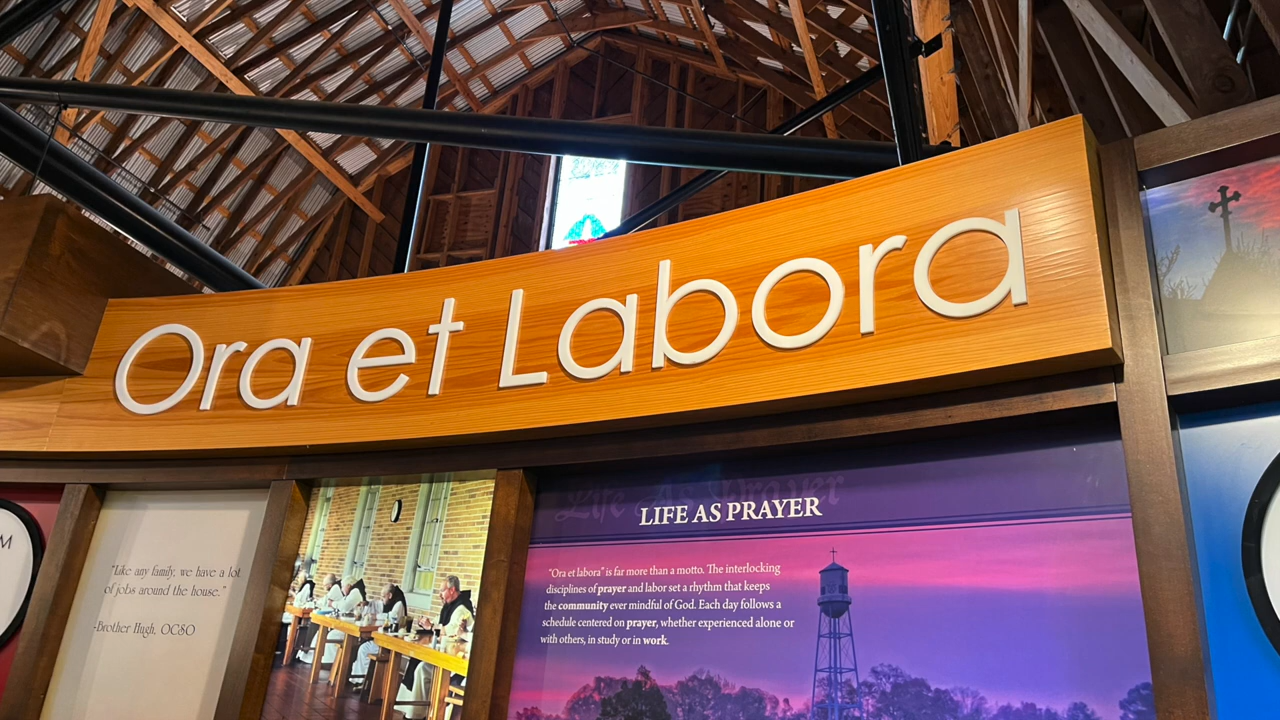 Ora et Labora
M
"Like any family, we have a lot
of jobs around the house."
-Brother Hugh, OCSO
Life As Prayer
LIFE AS PRAYER
"Ora et labora" is far more than a motto. The interlocking
disciplines of prayer and labor set a rhythm that keeps
the community ever mindful of God. Each day follows a
schedule centered on prayer, whether experienced alone or
with others, in study or in work.